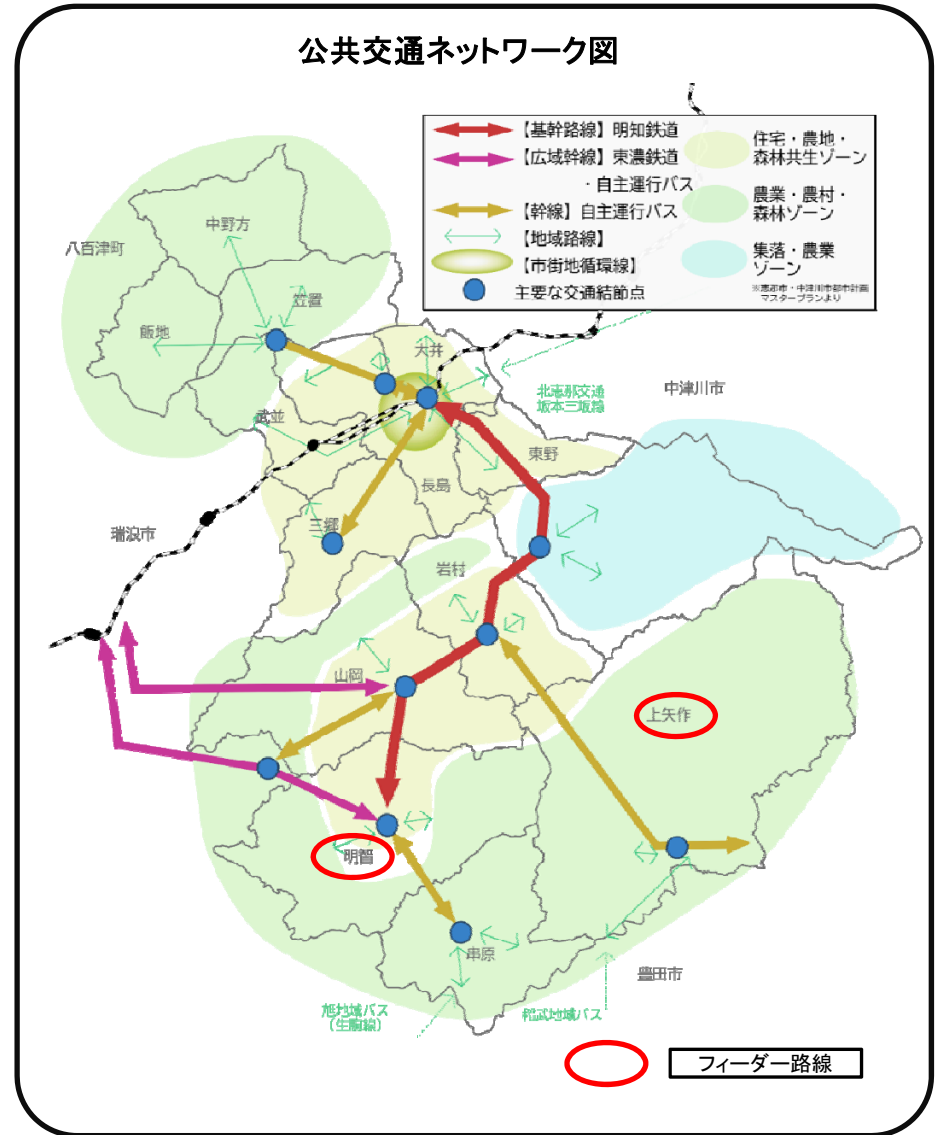 公共交通ネットワーク図
【基幹路線】明知鉄道
【広域幹線】東濃鉄道
・自主運行バス
【幹線】自主運行バス
【地域路線】
【市街地循環線】
主要な交通結節点
住宅・農地・
森林共生ゾーン
農業・農村・
森林ゾーン
集落・農業
ゾーン
※恵那市・中津川市都市計画
マスタープランより
八百津町
中野方
笠置
飯地
大井
武並
北恵那交通
坂本三坂線
中津川市
東野
長島
三郷
瑞浪市
岩村
山岡
上矢作
明智
串原
豊田市
旭地域バス
（生駒線）
稲武地域バス
フィーダー路線